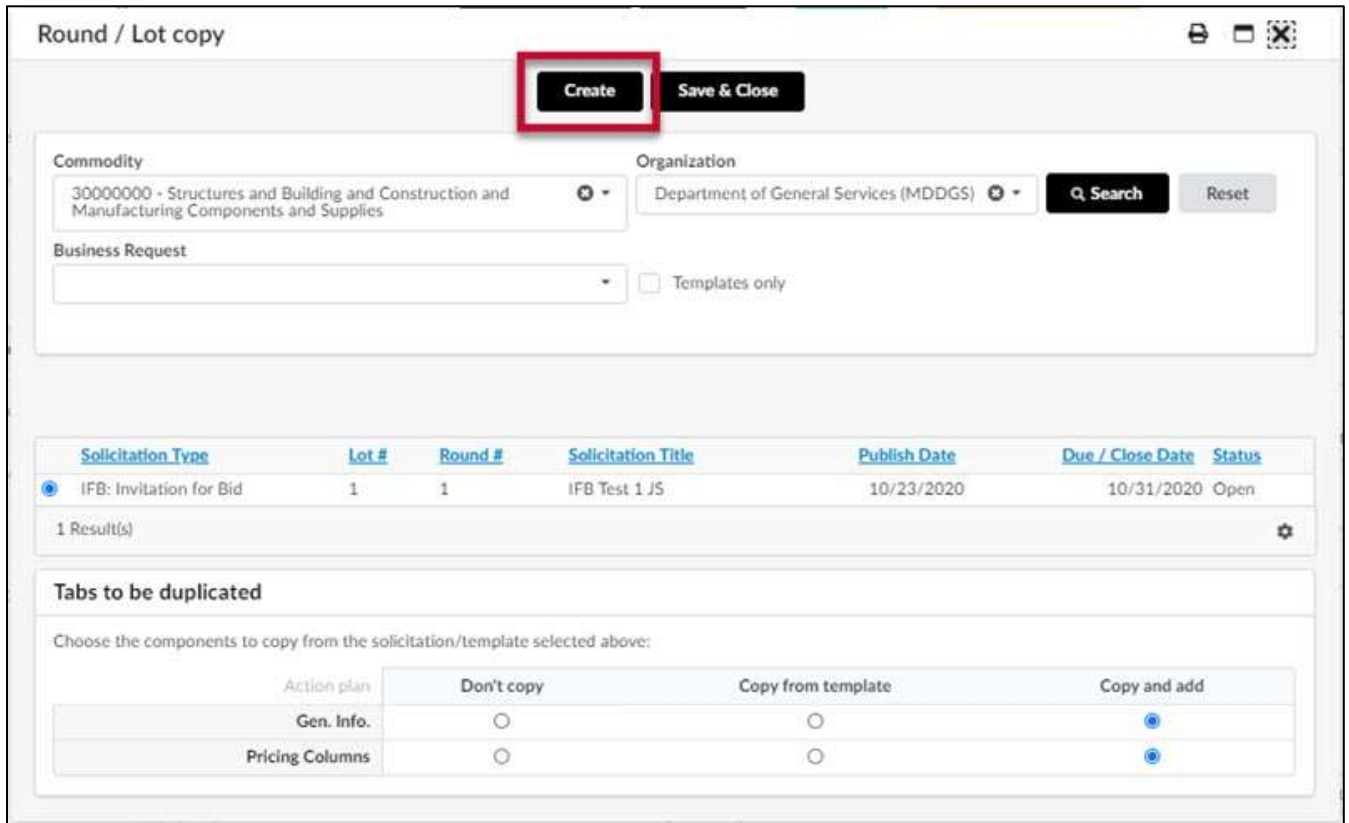 Round / Lot copy
Create
Save & Close
Commodity
Organization
30000000 - Structures and Building and Construction and
Manufacturing Components and Supplies
Department of General Services (MDDGS)
Search
Reset
Business Request
Templates only
Solicitation Type Lot # Round # Solicitation Title Publish Date Due / Close Date Status
IFB: Invitation for Bid 1 1 IFB Test 1 JS 10/23/2020 10/31/2020 Open
1 Result(s)
Tabs to be duplicated
Choose the components to copy from the solicitation/template selected above:
Action plan Don't copy Copy from template Copy and add
Gen. Info.
Pricing Columns